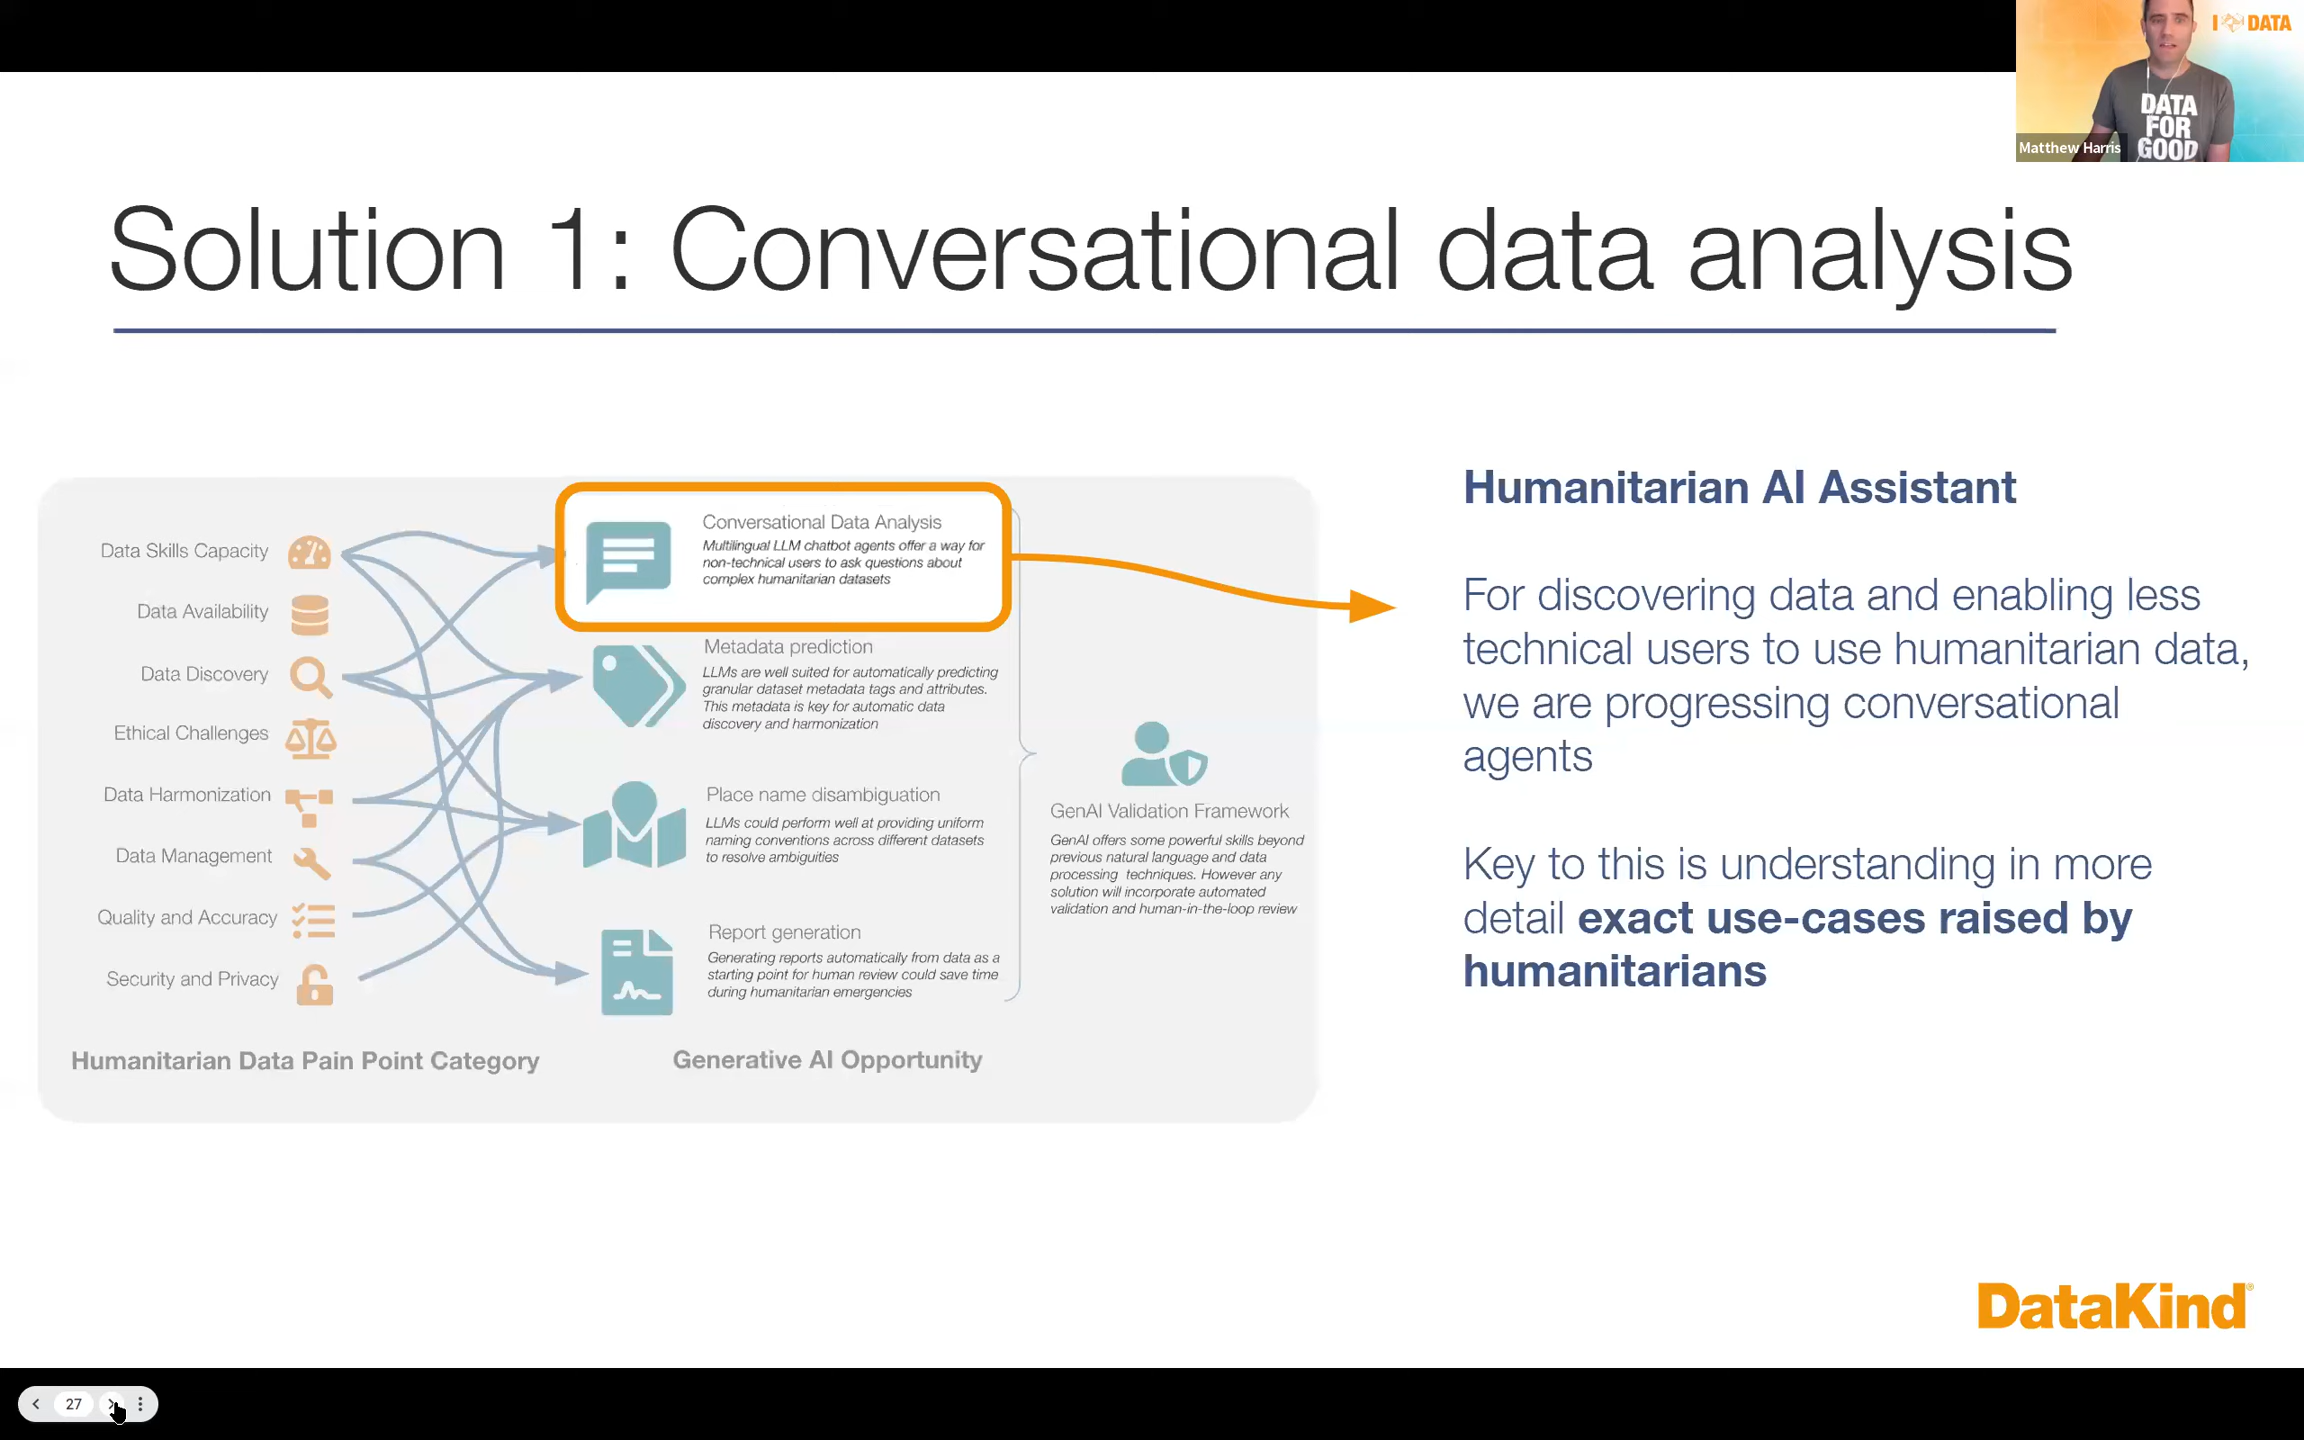 I DATA
DATA
FOR
GOOD
Matthew Harris
Solution 1: Conversational data analysis
Data Skills Capacity
Data Availability
Data Discovery
Ethical Challenges
Data Harmonization
Data Management
Quality and Accuracy
Security and Privacy
Humanitarian Data Pain Point Category
Conversational Data Analysis
Multilingual LLM chatbot agents offer a way for
non-technical users to ask questions about
complex humanitarian datasets
Metadata prediction
LLMs are well suited for automatically predicting
granular dataset metadata tags and attributes.
This metadata is key for automatic data
discovery and harmonization
Place name disambiguation
LLMs could perform well at providing uniform
naming conventions across different datasets
to resolve ambiguities
Report generation
Generating reports automatically from data as a
starting point for human review could save time
during humanitarian emergencies
Generative AI Opportunity
GenAI Validation Framework
GenAI offers some powerful skills beyond
previous natural language and data
processing techniques. However any
solution will incorporate automated
validation and human-in-the-loop review
Humanitarian AI Assistant
For discovering data and enabling less
technical users to use humanitarian data,
we are progressing conversational
agents
Key to this is understanding in more
detail exact use-cases raised by
humanitarians
DataKind®
27